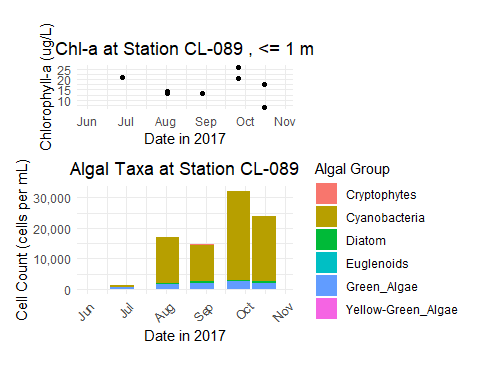 Chl-a at Station CL-089 , <= 1 m
Chlorophyll-a (ug/L)
25
20
15
10
Jun Jul Aug Sep Oct Nov
Date in 2017
Algal Taxa at Station CL-089
Cell Count (cells per mL)
30,000
20,000
10,000
0
Jun Jul Aug Sep Oct Nov
Date in 2017
Algal Group
Cryptophytes
Cyanobacteria
Diatom
Euglenoids
Green_Algae
Yellow-Green_Algae